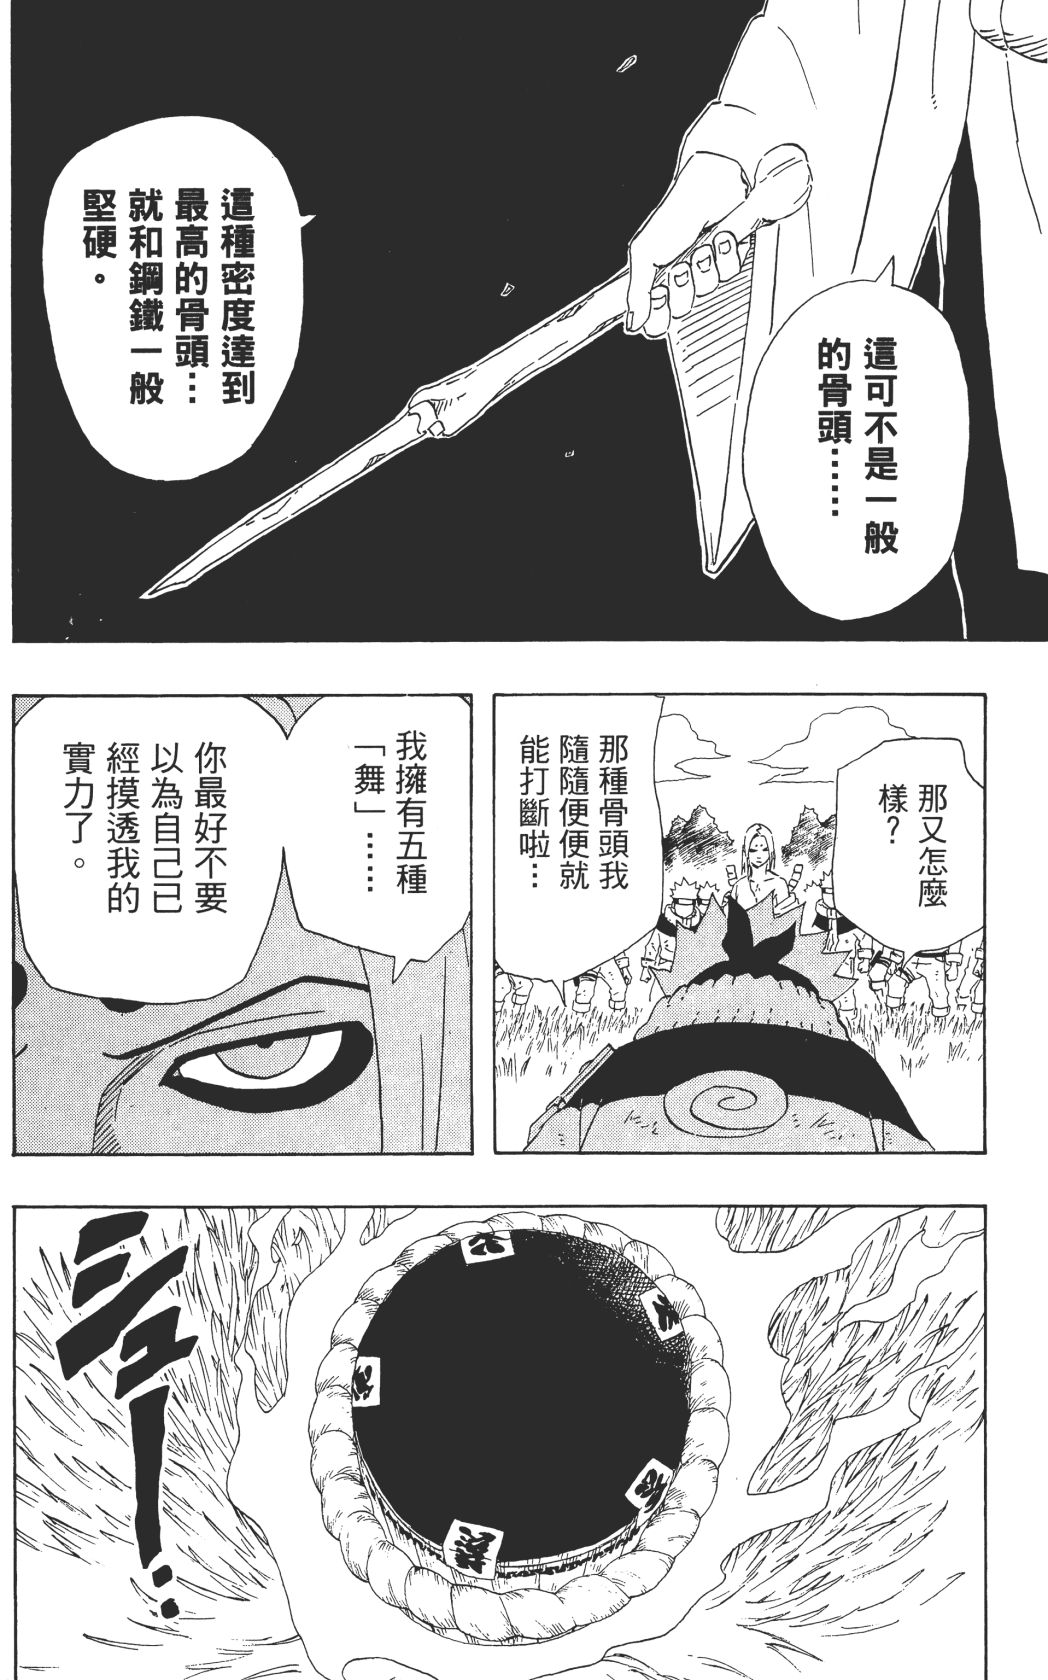 這可不是一般
的骨頭……
這種密度達到
最高的骨頭…
就和鋼鐵一般
堅硬。
那又怎麼
樣？
那種骨頭我
隨隨便便就
能打斷啦…
我擁有五種
「舞」……
你最好不要
以為自己已
經摸透我的
實力了。